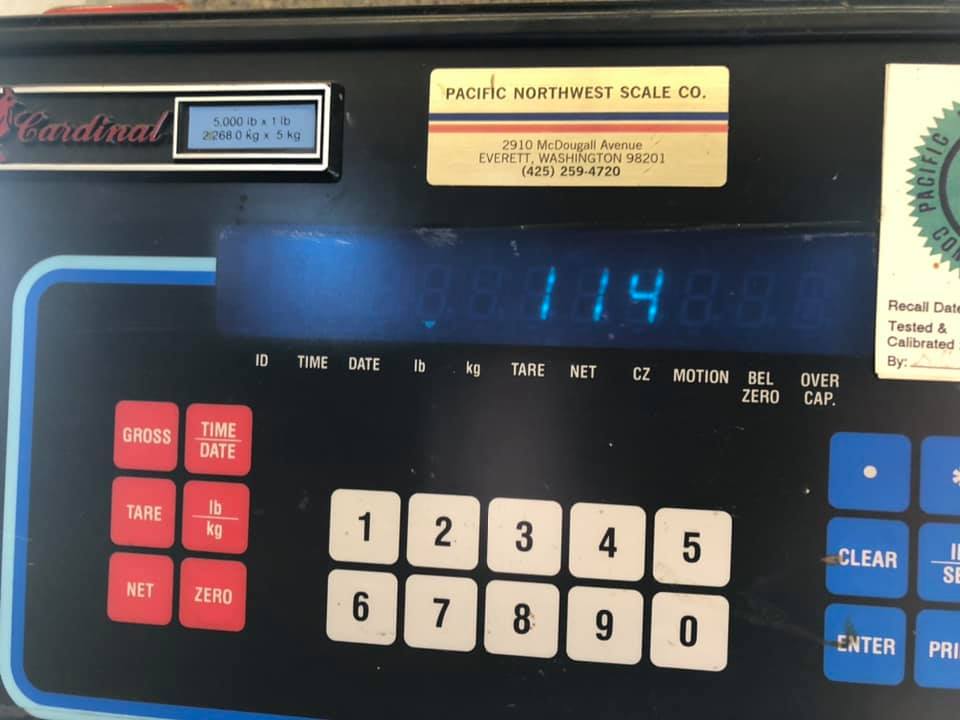 Cardinal
5,000 lb x 1 lb
2,268.0 kg x .5 kg
PACIFIC NORTHWEST SCALE CO.
2910 McDougall Avenue
EVERETT, WASHINGTON 98201
(425) 259-4720
PACIFIC
Recall Date
Tested &
Calibrated
By:
114
ID TIME DATE lb kg TARE NET CZ MOTION BEL ZERO OVER CAP.
GROSS
TIME
DATE
TARE
lb
kg
NET
ZERO
1 2 3 4 5
6 7 8 9 0
.
*
CLEAR
ENTER